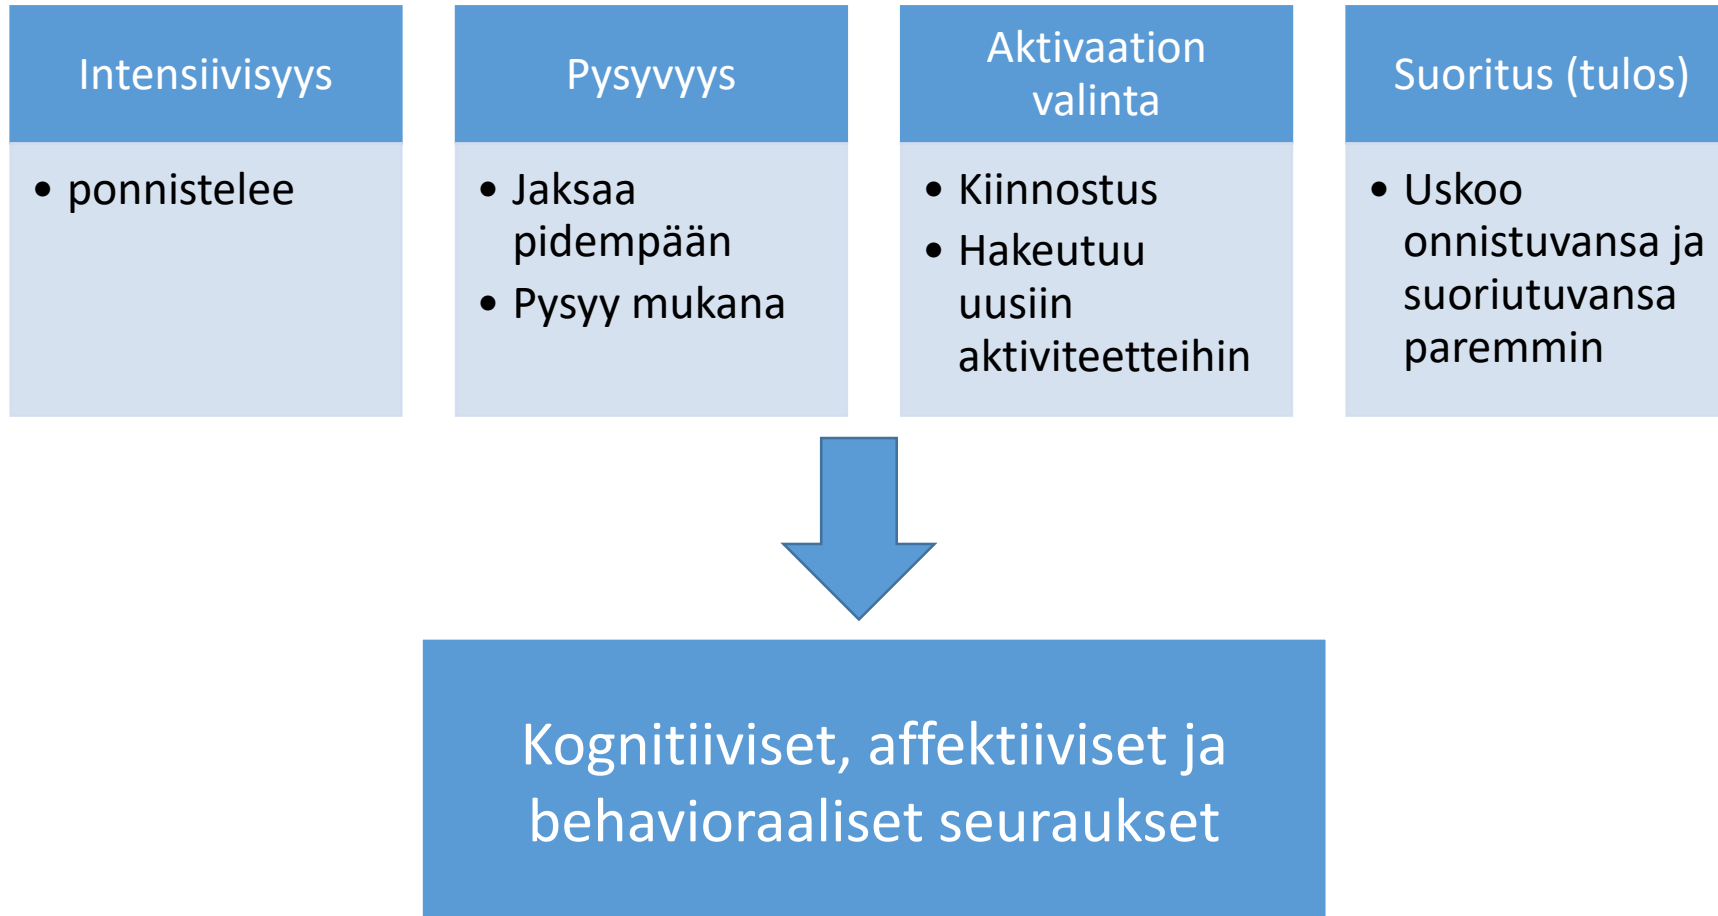 Intensiivisyys
• ponnistelee
Pysyvyys
• Jaksaa
pidempään
• Pysyy mukana
Aktivaation
valinta
• Kiinnostus
• Hakeutuu
uusiin
aktiviteetteihin
Suoritus (tulos)
• Uskoo
onnistuvansa ja
suoriutuvansa
paremmin
Kognitiiviset, affektiiviset ja
behavioraaliset seuraukset